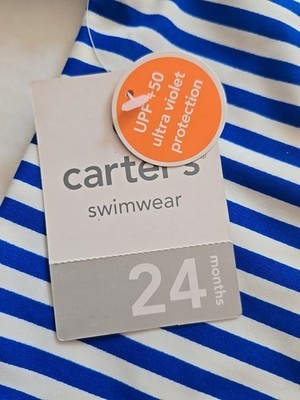 UPF +50
ultra violet
protection
carter's®
swimwear
24
months